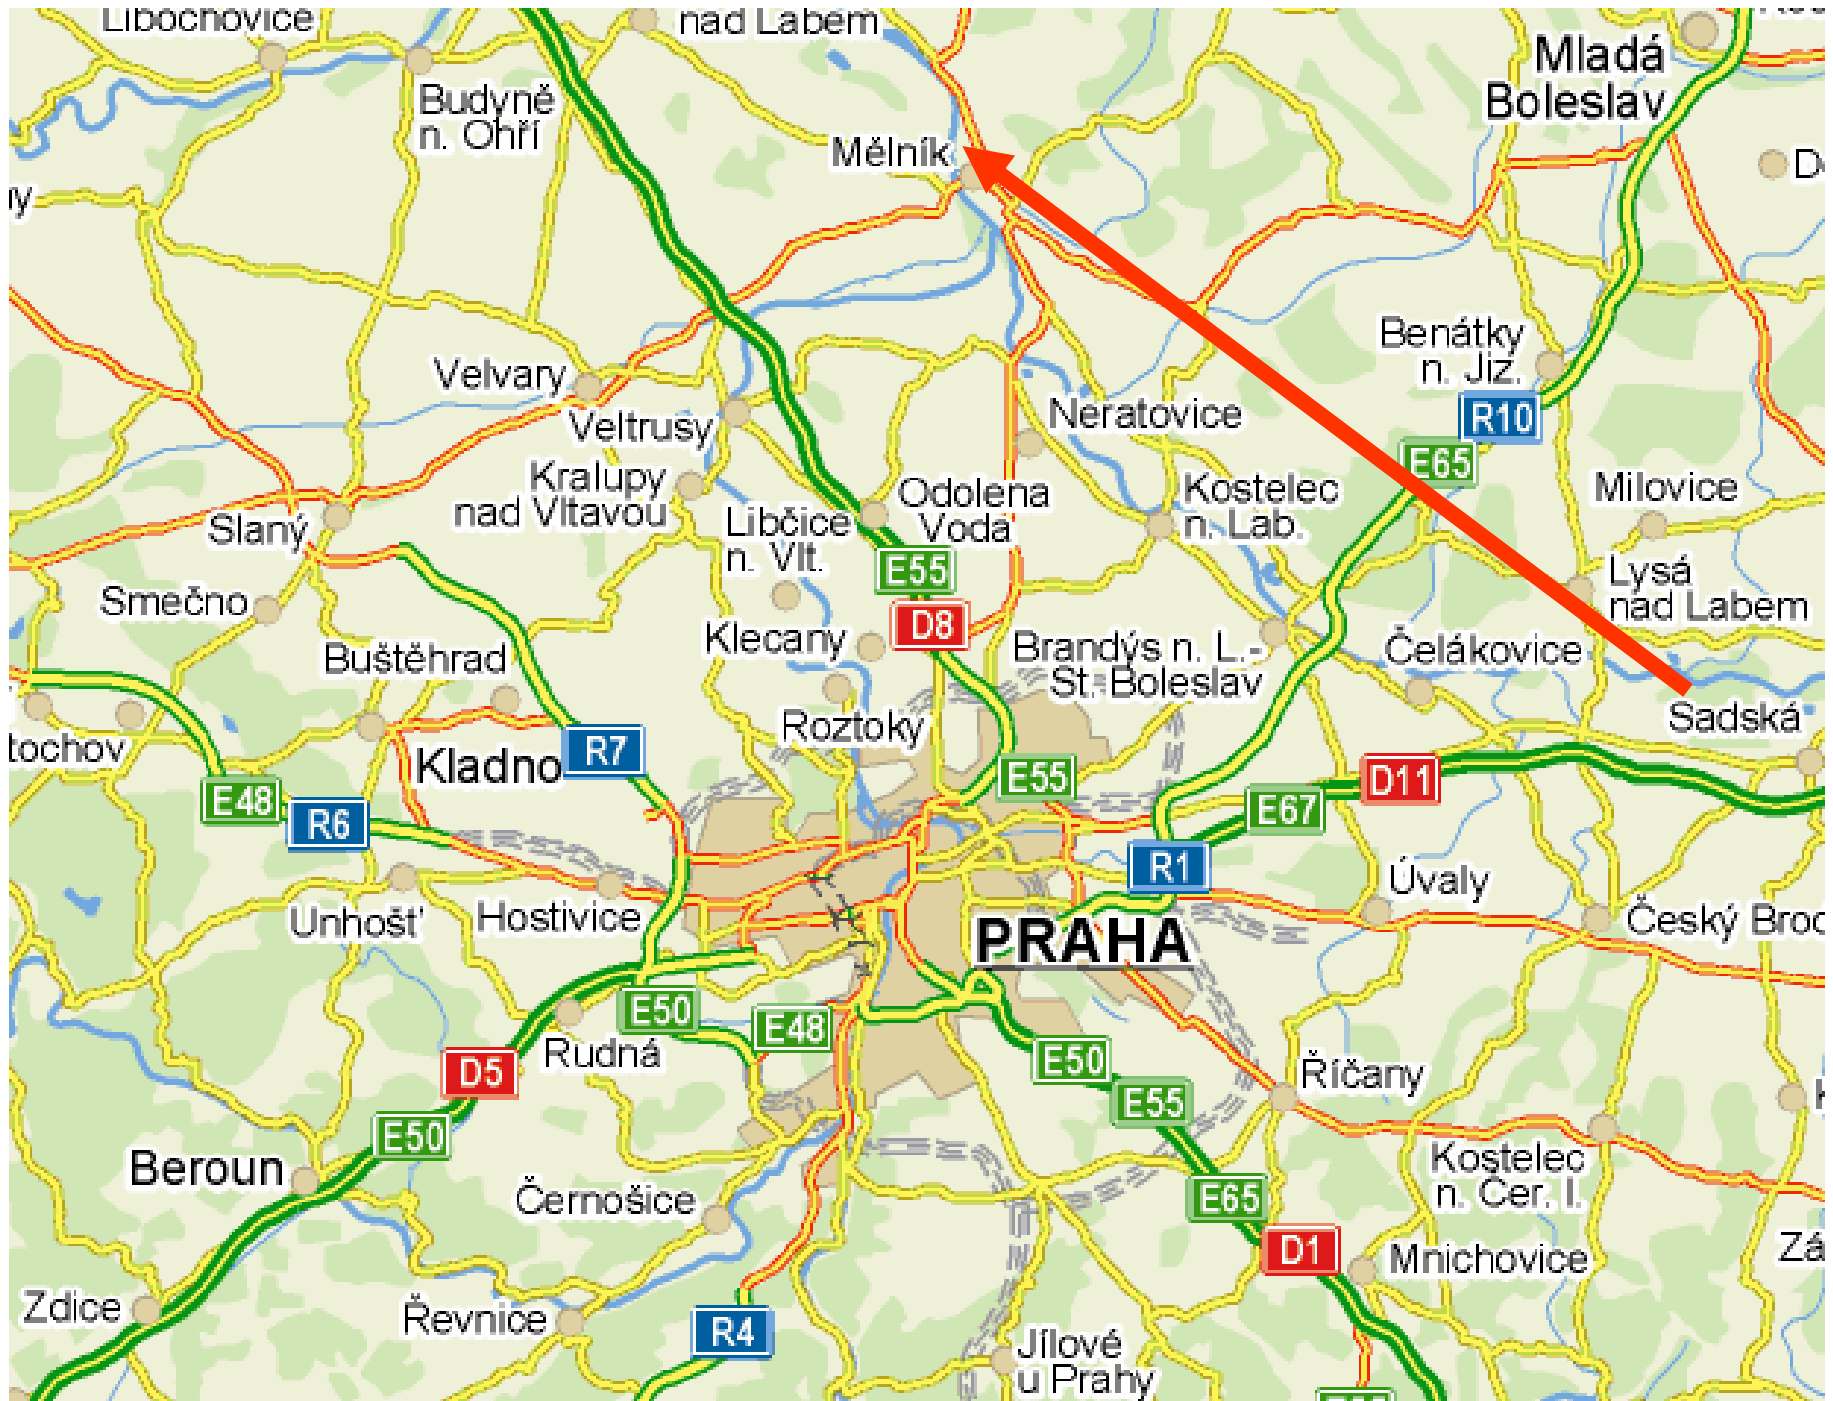 Libochovice
nad Labem
Mladá
Boleslav
Budyně
n. Ohří
Mělník
Benátky
n. Jiz.
R10
Velvary
Veltrusy
Neratovice
E65
Kralupy
nad Vltavou
Odolena
Voda
Kostelec
n. Lab.
Milovice
Slaný
Libčice
n. Vlt.
E55
Lysá
nad Labem
Smečno
D8
Klecany
Brandýs n. L.-
St. Boleslav
Čelákovice
Buštěhrad
Roztoky
Sadská
tochov
Kladno
R7
E55
D11
E48
R6
E67
R1
Úvaly
Unhošť
Hostivice
PRAHA
Český Brod
E50
E48
Rudná
D5
E50
Říčany
E55
E50
Beroun
Černošice
E65
Kostelec
n. Čer. l.
D1
Mnichovice
Zdice
Řevnice
R4
Jílové
u Prahy